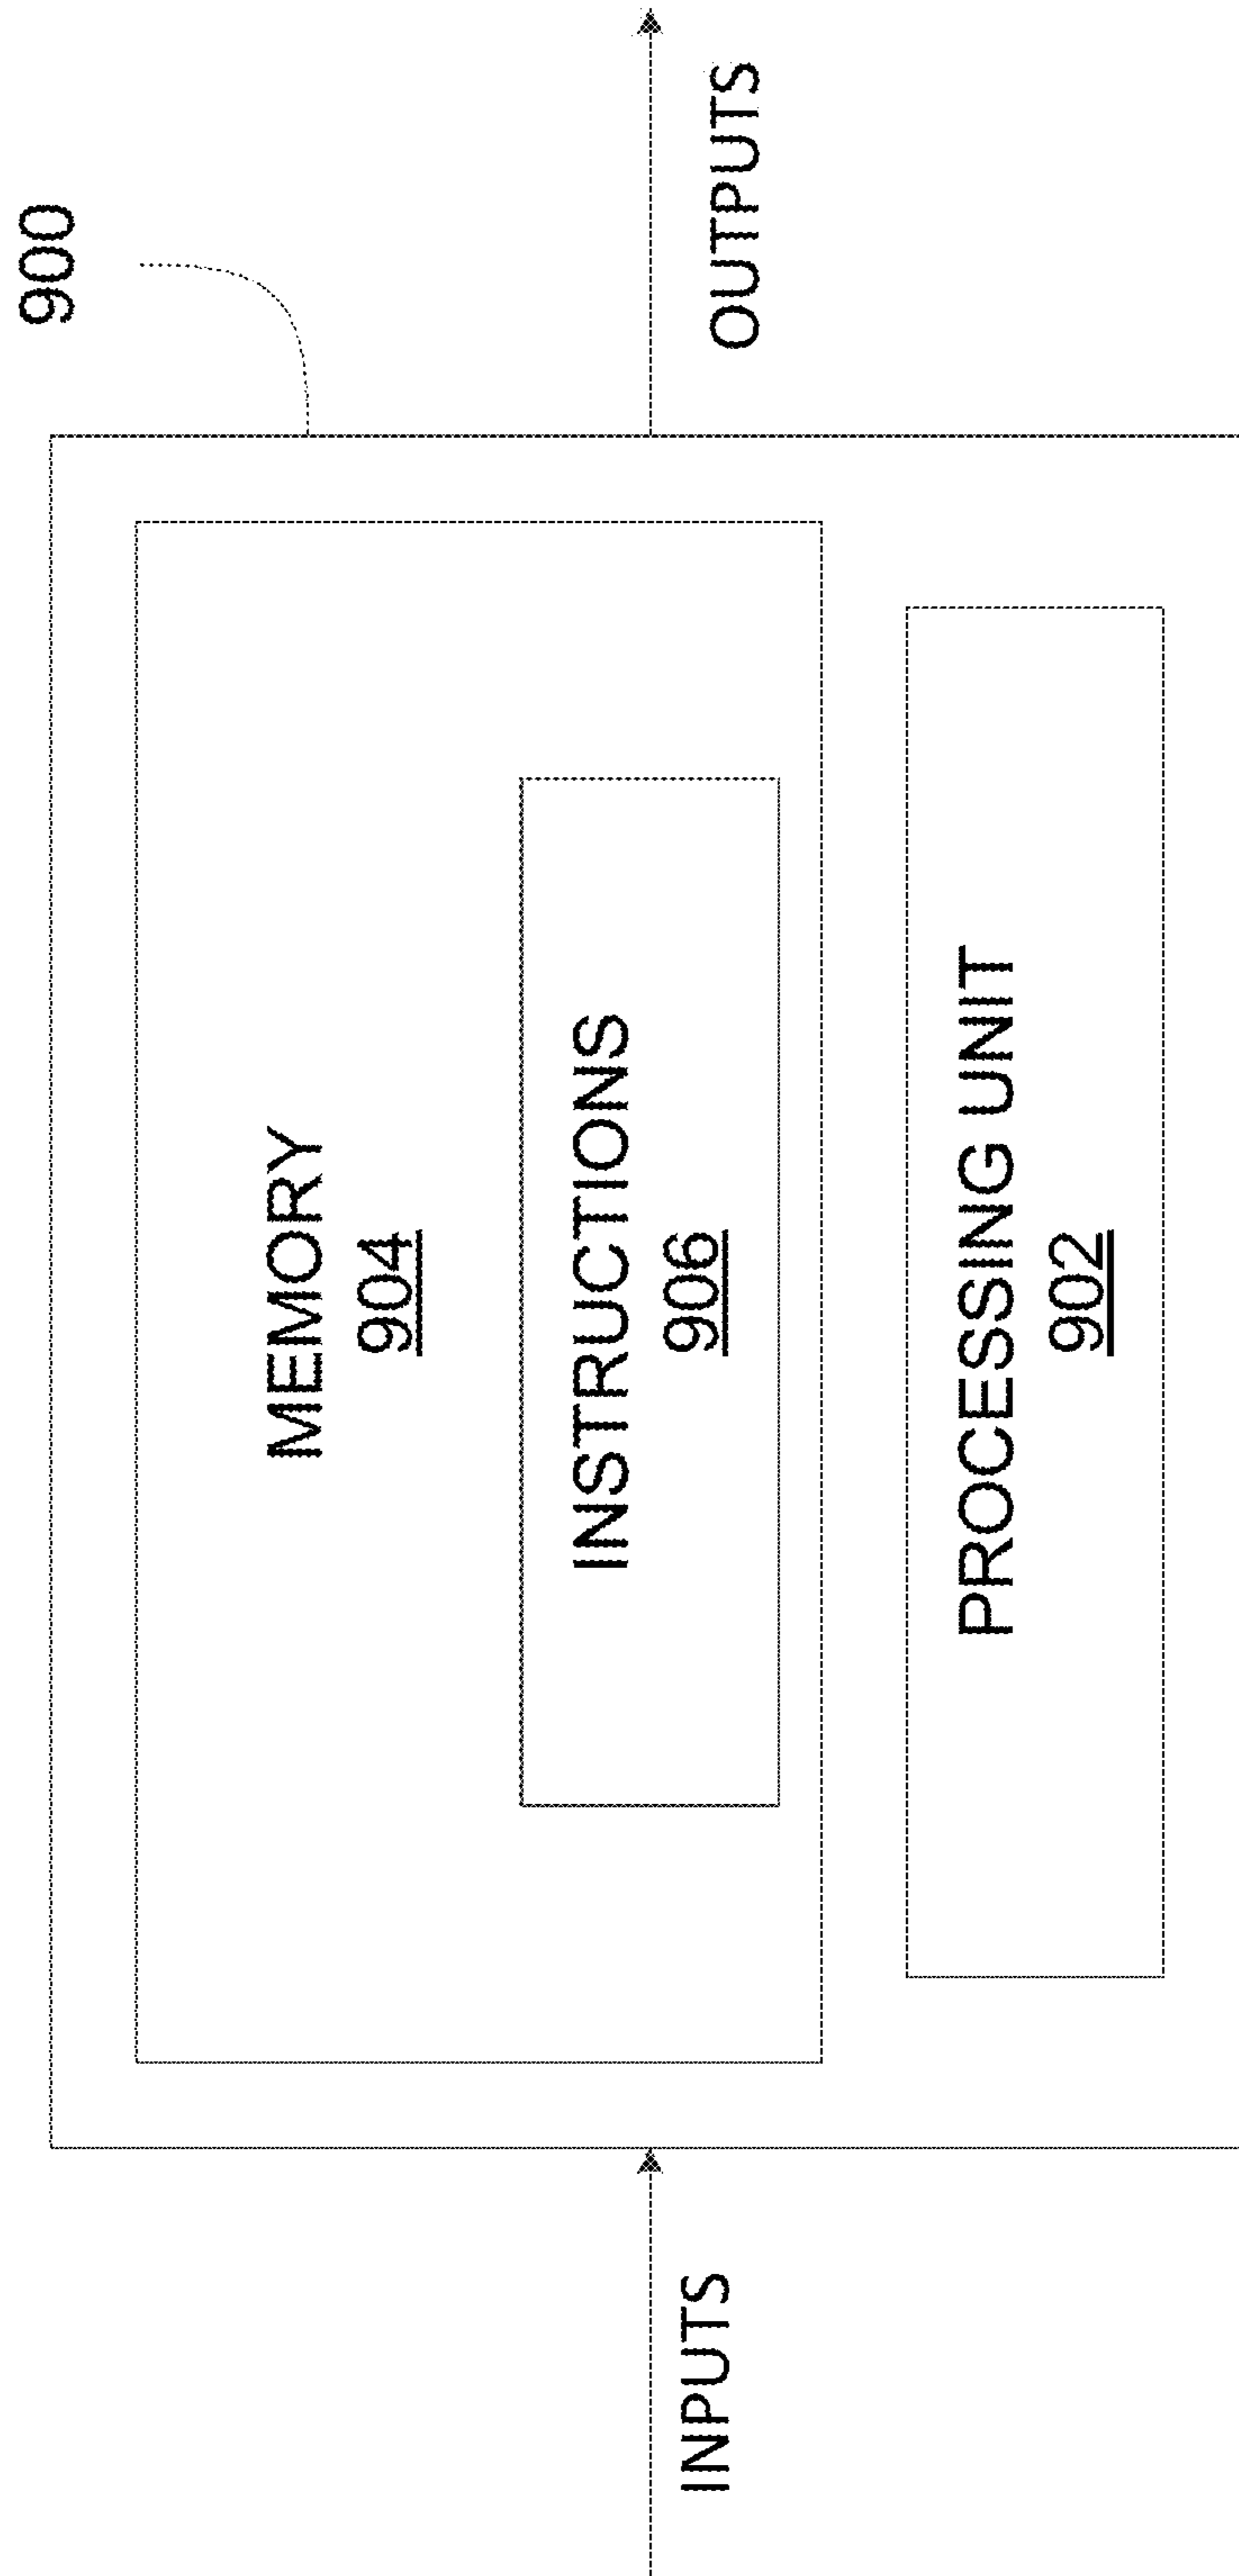 900
MEMORY
904
INSTRUCTIONS
906
PROCESSING UNIT
902
INPUTS
OUTPUTS